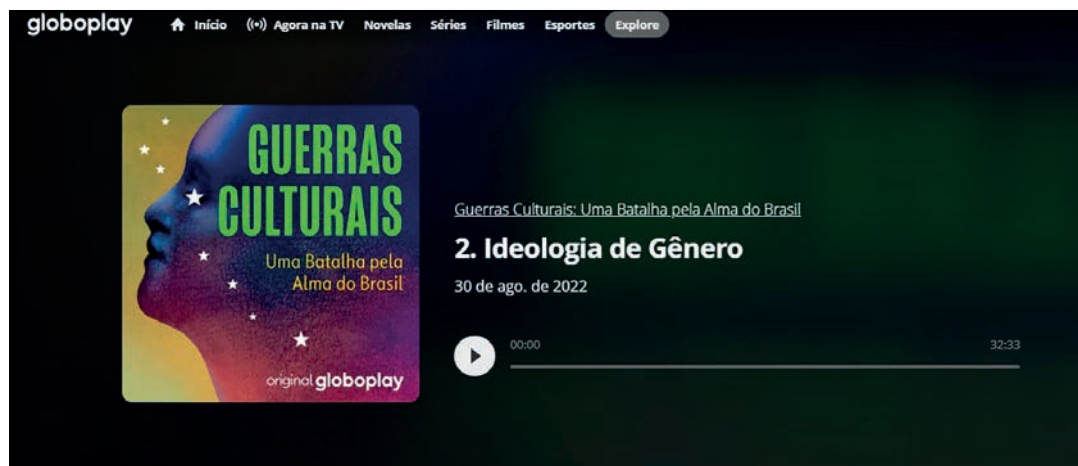 globoplay Início Agora na TV Novelas Séries Filmes Esportes Explore
GUERRAS
CULTURAIS
Uma Batalha pela
Alma do Brasil
original globoplay
Guerras Culturais: Uma Batalha pela Alma do Brasil
2. Ideologia de Gênero
30 de ago. de 2022
00:00 32:33